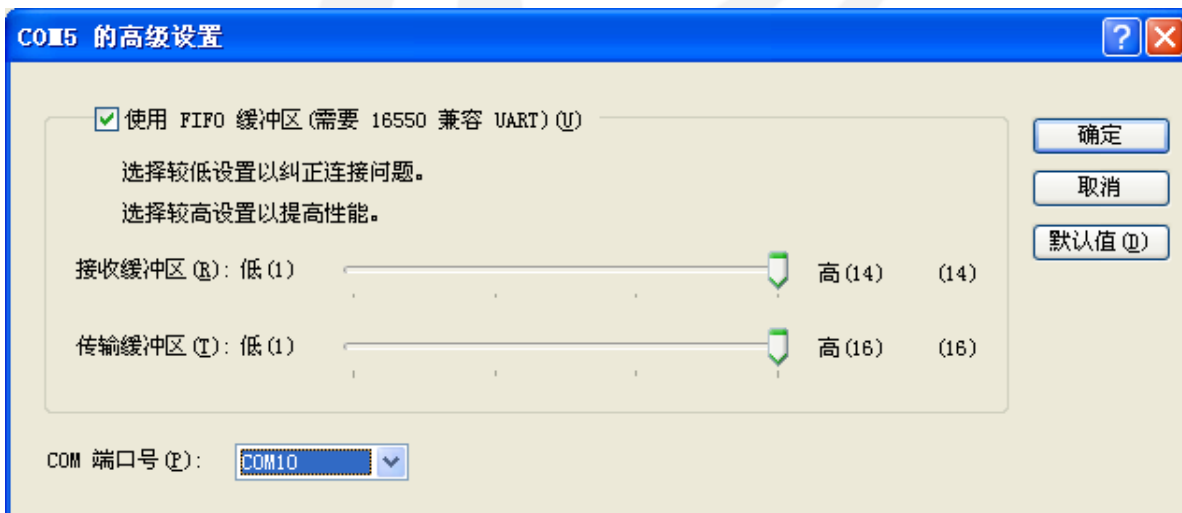 COM5 的高级设置
使用 FIFO 缓冲区(需要 16550 兼容 UART)(U)
选择较低设置以纠正连接问题。
选择较高设置以提高性能。
接收缓冲区(R): 低(1) 高(14) (14)
传输缓冲区(T): 低(1) 高(16) (16)
COM 端口号(P): COM10
确定
取消
默认值(D)